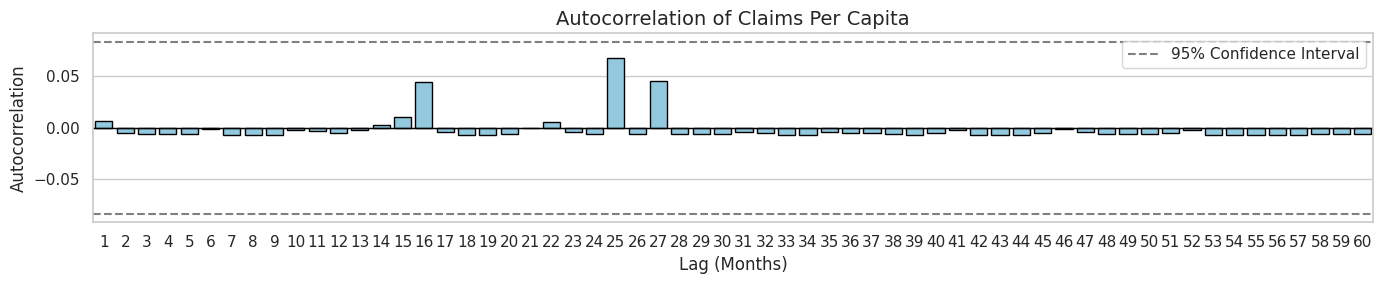 Autocorrelation of Claims Per Capita
95% Confidence Interval
Autocorrelation
0.05
0.00
−0.05
1 2 3 4 5 6 7 8 9 10 11 12 13 14 15 16 17 18 19 20 21 22 23 24 25 26 27 28 29 30 31 32 33 34 35 36 37 38 39 40 41 42 43 44 45 46 47 48 49 50 51 52 53 54 55 56 57 58 59 60
Lag (Months)